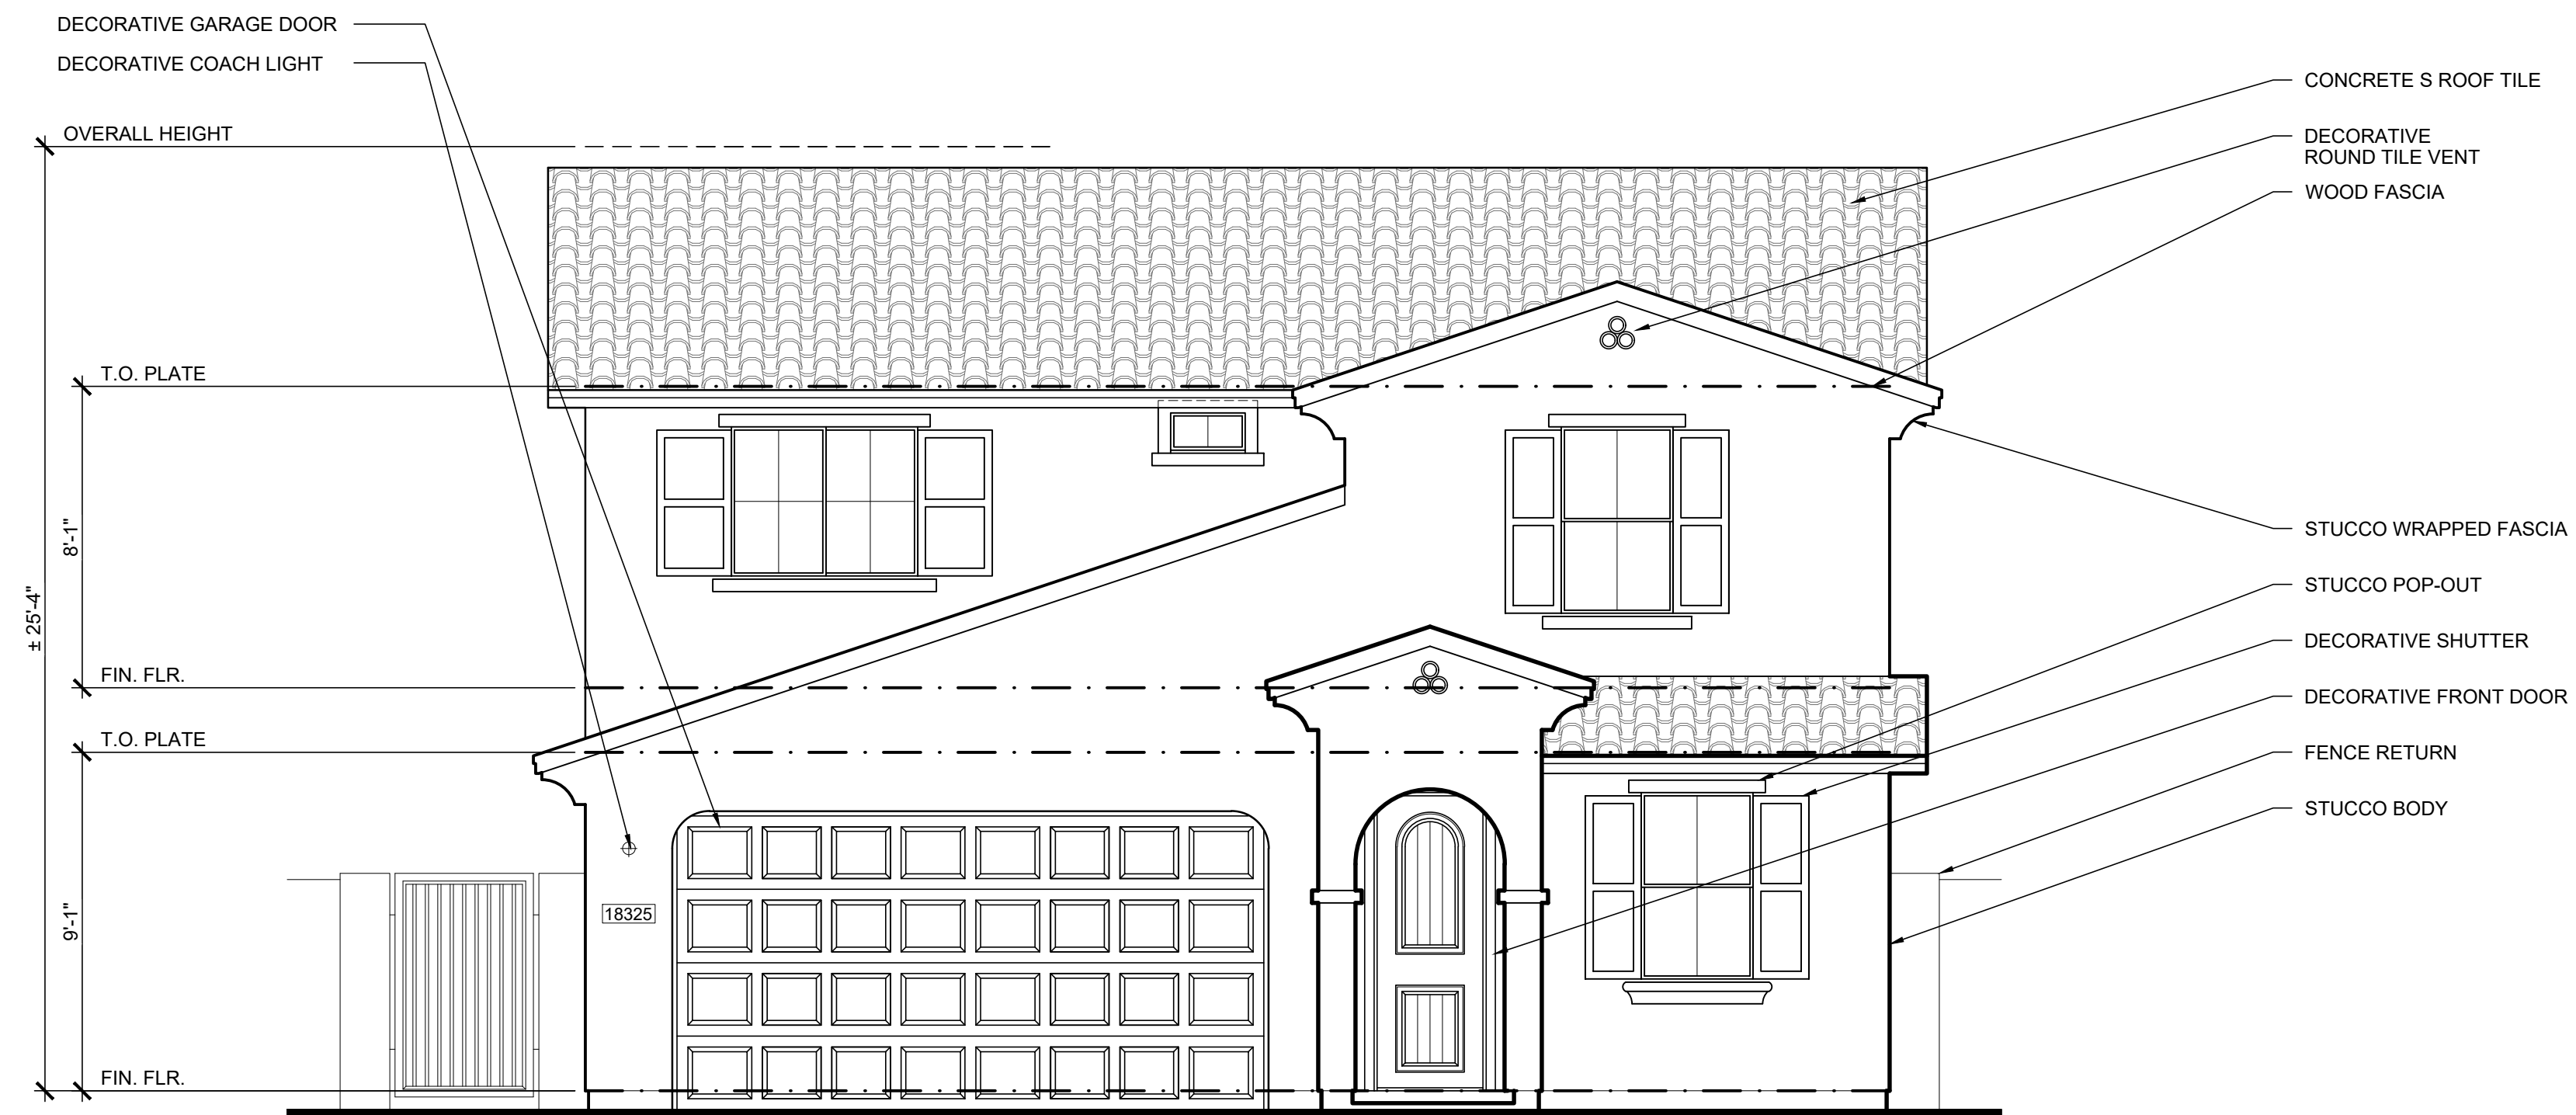 DECORATIVE GARAGE DOOR
DECORATIVE COACH LIGHT
OVERALL HEIGHT
T.O. PLATE
8'-1"
± 25'-4"
FIN. FLR.
T.O. PLATE
9'-1"
FIN. FLR.
18325
CONCRETE S ROOF TILE
DECORATIVE
ROUND TILE VENT
WOOD FASCIA
STUCCO WRAPPED FASCIA
STUCCO POP-OUT
DECORATIVE SHUTTER
DECORATIVE FRONT DOOR
FENCE RETURN
STUCCO BODY